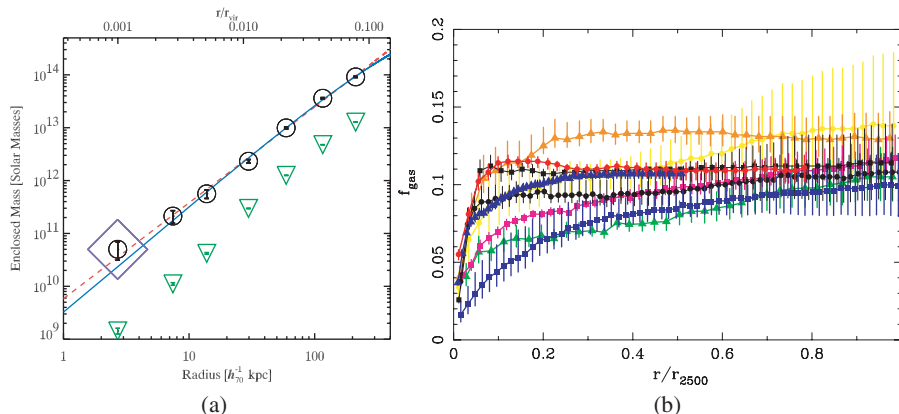 r/r_vir
0.001 0.010 0.100
Enclosed Mass [Solar Masses]
10^14
10^13
10^12
10^11
10^10
10^9
1 10 100
Radius [h_70^-1 kpc]
(a)
f_gas
0.2
0.15
0.1
0.05
0
0 0.2 0.4 0.6 0.8
r/r_2500
(b)